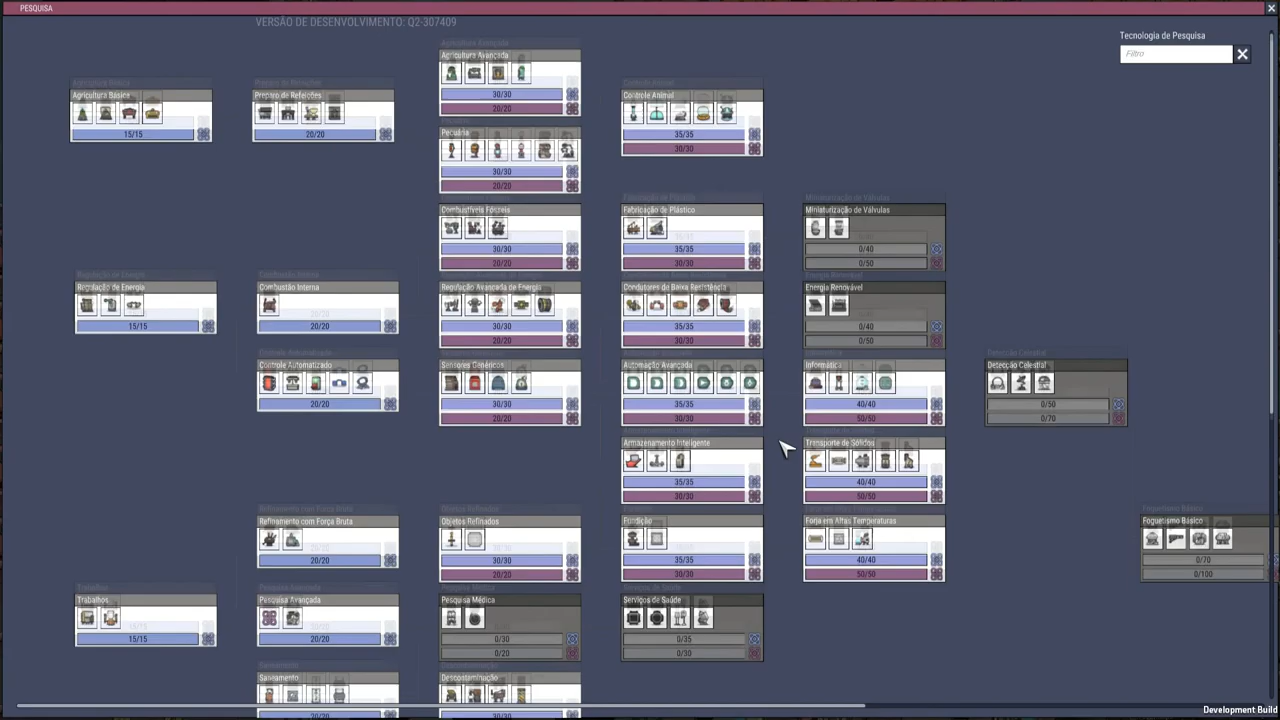 PESQUISA
VERSÃO DE DESENVOLVIMENTO: Q2-307409
Tecnologia de Pesquisa
Filtro
Agricultura Avançada
30/30
20/20
Agricultura Básica
15/15
Preparo de Refeições
20/20
Controle Animal
35/35
30/30
Pecuária
30/30
20/20
Combustíveis Fósseis
30/30
20/20
Fabricação de Plástico
35/35
30/30
Miniaturização de Válvulas
0/40
0/50
Regulação de Energia
15/15
Combustão Interna
20/20
Regulação Avançada de Energia
30/30
20/20
Condutores de Baixa Resistência
35/35
30/30
Energia Renovável
0/40
0/50
Controle Automatizado
20/20
Sensores Genéricos
30/30
20/20
Automação Avançada
35/35
30/30
Informática
40/40
50/50
Detecção Celestial
0/50
0/70
Armazenamento Inteligente
35/35
30/30
Transporte de Sólidos
40/40
50/50
Refinamento com Força Bruta
20/20
Objetos Refinados
30/30
20/20
Fundição
35/35
30/30
Forja em Altas Temperaturas
40/40
50/50
Foguetismo Básico
0/70
0/100
Trabalhos
15/15
Pesquisa Avançada
20/20
Pesquisa Médica
0/30
0/20
Serviços de Saúde
0/35
0/30
Saneamento
20/20
Descontaminação
Development Build